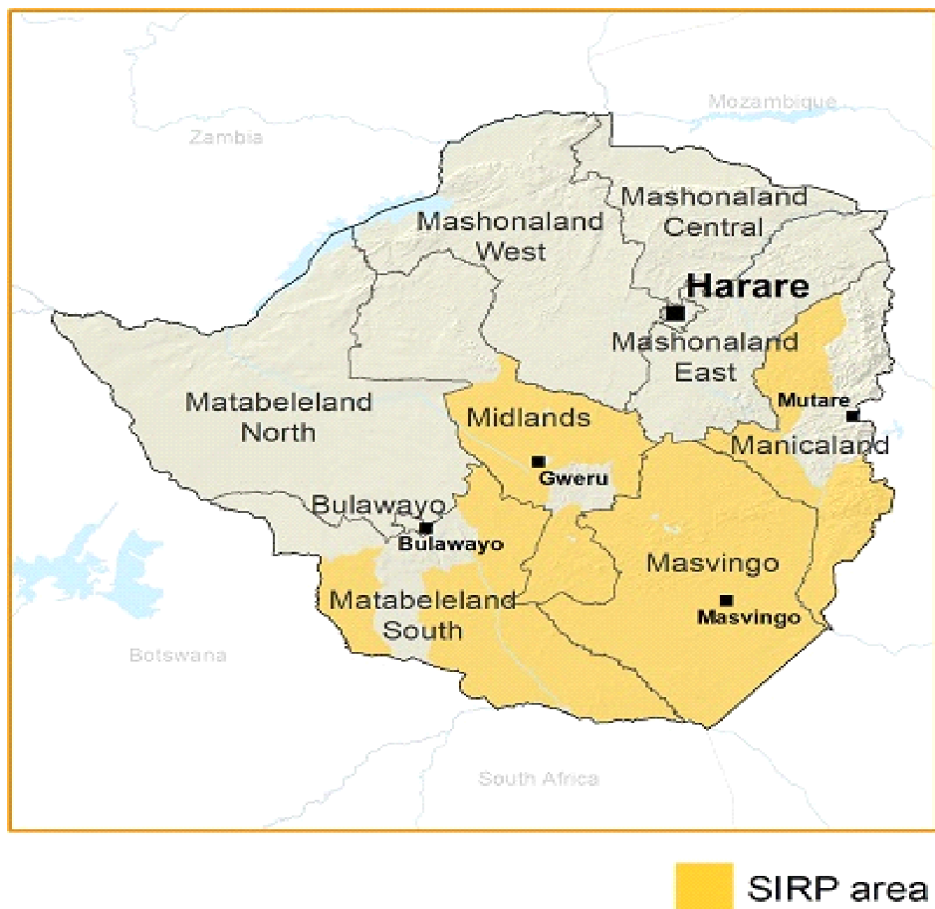 Mozambique
Zambia
Mashonaland
Central
Mashonaland
West
Harare
Mashonaland
East
Matabeleland
North
Midlands
Mutare
Manicaland
Gweru
Bulawayo
Bulawayo
Masvingo
Matabeleland
South
Masvingo
Botswana
South Africa
SIRP area